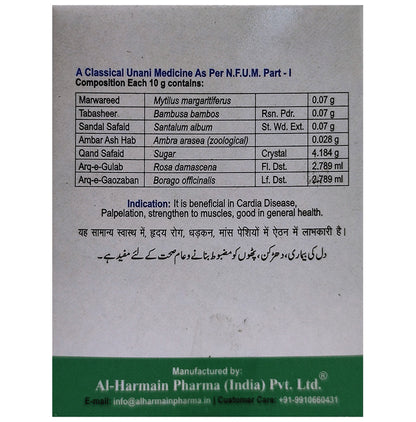 A Classical Unani Medicine As Per N.F.U.M. Part - I
Composition Each 10 g contains:
Marwareed Mytilus margaritiferus 0.07 g
Tabasheer Bambusa bambos Rsn. Pdr. 0.07 g
Sandal Safaid Santalum album St. Wd. Ext. 0.07 g
Ambar Ash Hab Ambra arasea (zoological) 0.028 g
Qand Safaid Sugar Crystal 4.184 g
Arq-e-Gulab Rosa damascena Fl. Dst. 2.789 ml
Arq-e-Gaozaban Borago officinalis Lf. Dst. 2.789 ml
Indication: It is beneficial in Cardia Disease,
Palpelation, strengthen to muscles, good in general health.
यह सामान्य स्वास्थ में, हृदय रोग, धड़कन, मांस पेशियों में ऐठन में लाभकारी है।
دل کی بیماری، دھڑکن، پٹھوں کو مضبوط بنانے و عام صحت کے لئے مفید ہے۔
Manufactured by:
Al-Harmain Pharma (India) Pvt. Ltd.®
E-mail: info@alharmainpharma.in | Customer Care: +91-9910660431